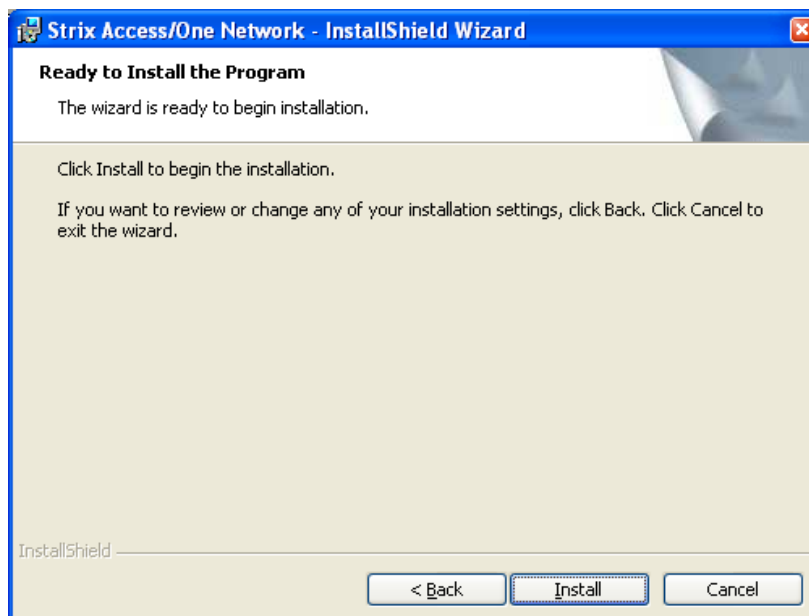 Strix Access/One Network - InstallShield Wizard
Ready to Install the Program
The wizard is ready to begin installation.
Click Install to begin the installation.
If you want to review or change any of your installation settings, click Back. Click Cancel to
exit the wizard.
InstallShield
< Back Install Cancel